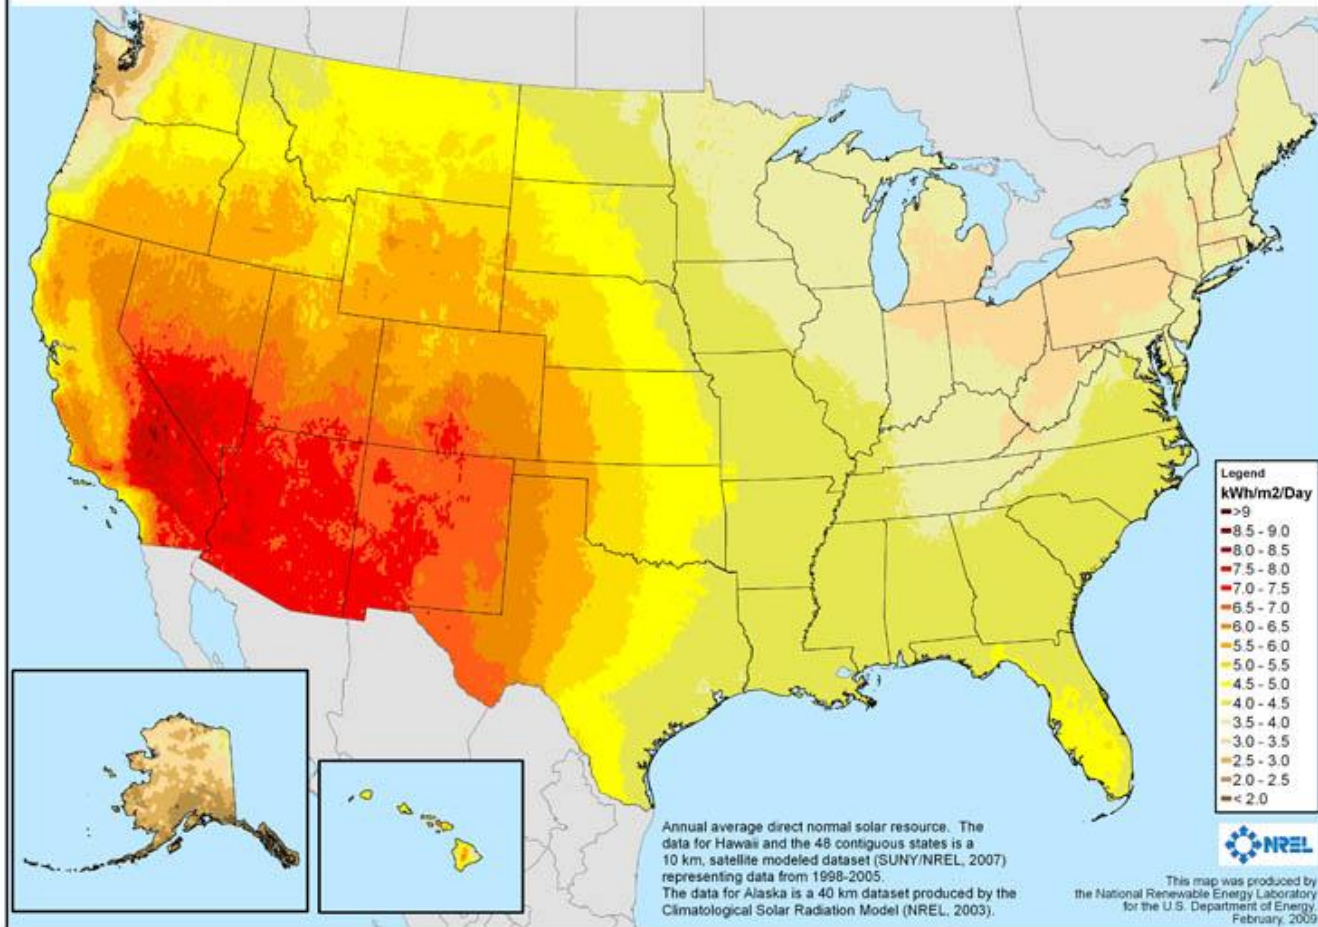 Legend
kWh/m2/Day
>9
8.5 - 9.0
8.0 - 8.5
7.5 - 8.0
7.0 - 7.5
6.5 - 7.0
6.0 - 6.5
5.5 - 6.0
5.0 - 5.5
4.5 - 5.0
4.0 - 4.5
3.5 - 4.0
3.0 - 3.5
2.5 - 3.0
2.0 - 2.5
< 2.0
Annual average direct normal solar resource. The
data for Hawaii and the 48 contiguous states is a
10 km, satellite modeled dataset (SUNY/NREL, 2007)
representing data from 1998-2005.
The data for Alaska is a 40 km dataset produced by the
Climatological Solar Radiation Model (NREL, 2003).
NREL
This map was produced by
the National Renewable Energy Laboratory
for the U.S. Department of Energy.
February, 2009